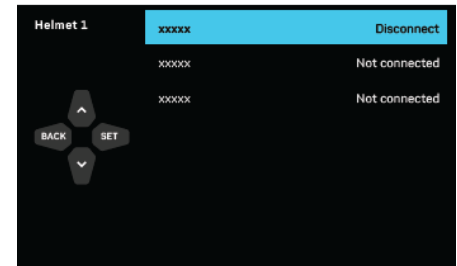 Helmet 1
xxxxx Disconnect
xxxxx Not connected
xxxxx Not connected
BACK SET